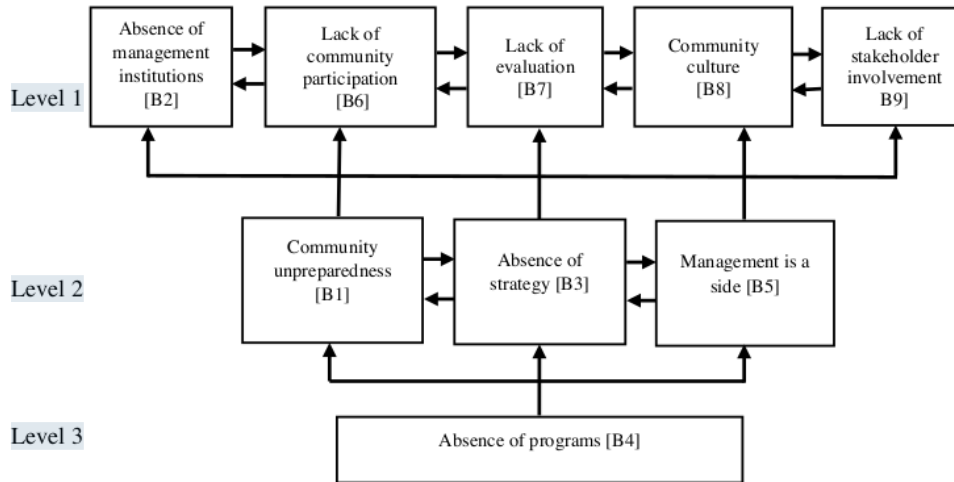 Level 1
Absence of
management
institutions
[B2]
Lack of
community
participation
[B6]
Lack of
evaluation
[B7]
Community
culture
[B8]
Lack of
stakeholder
involvement
B9]
Level 2
Community
unpreparedness
[B1]
Absence of
strategy [B3]
Management is a
side [B5]
Level 3
Absence of programs [B4]